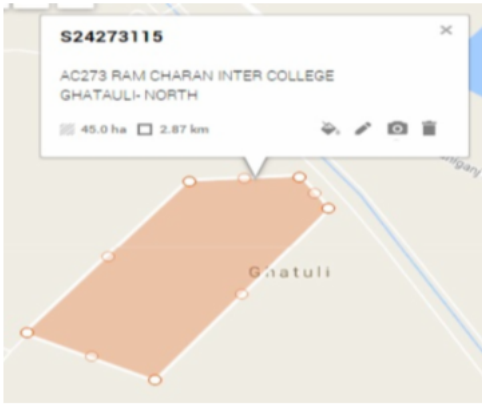 S24273115
AC273 RAM CHARAN INTER COLLEGE
GHATAULI- NORTH
45.0 ha 2.87 km
Ghatuli